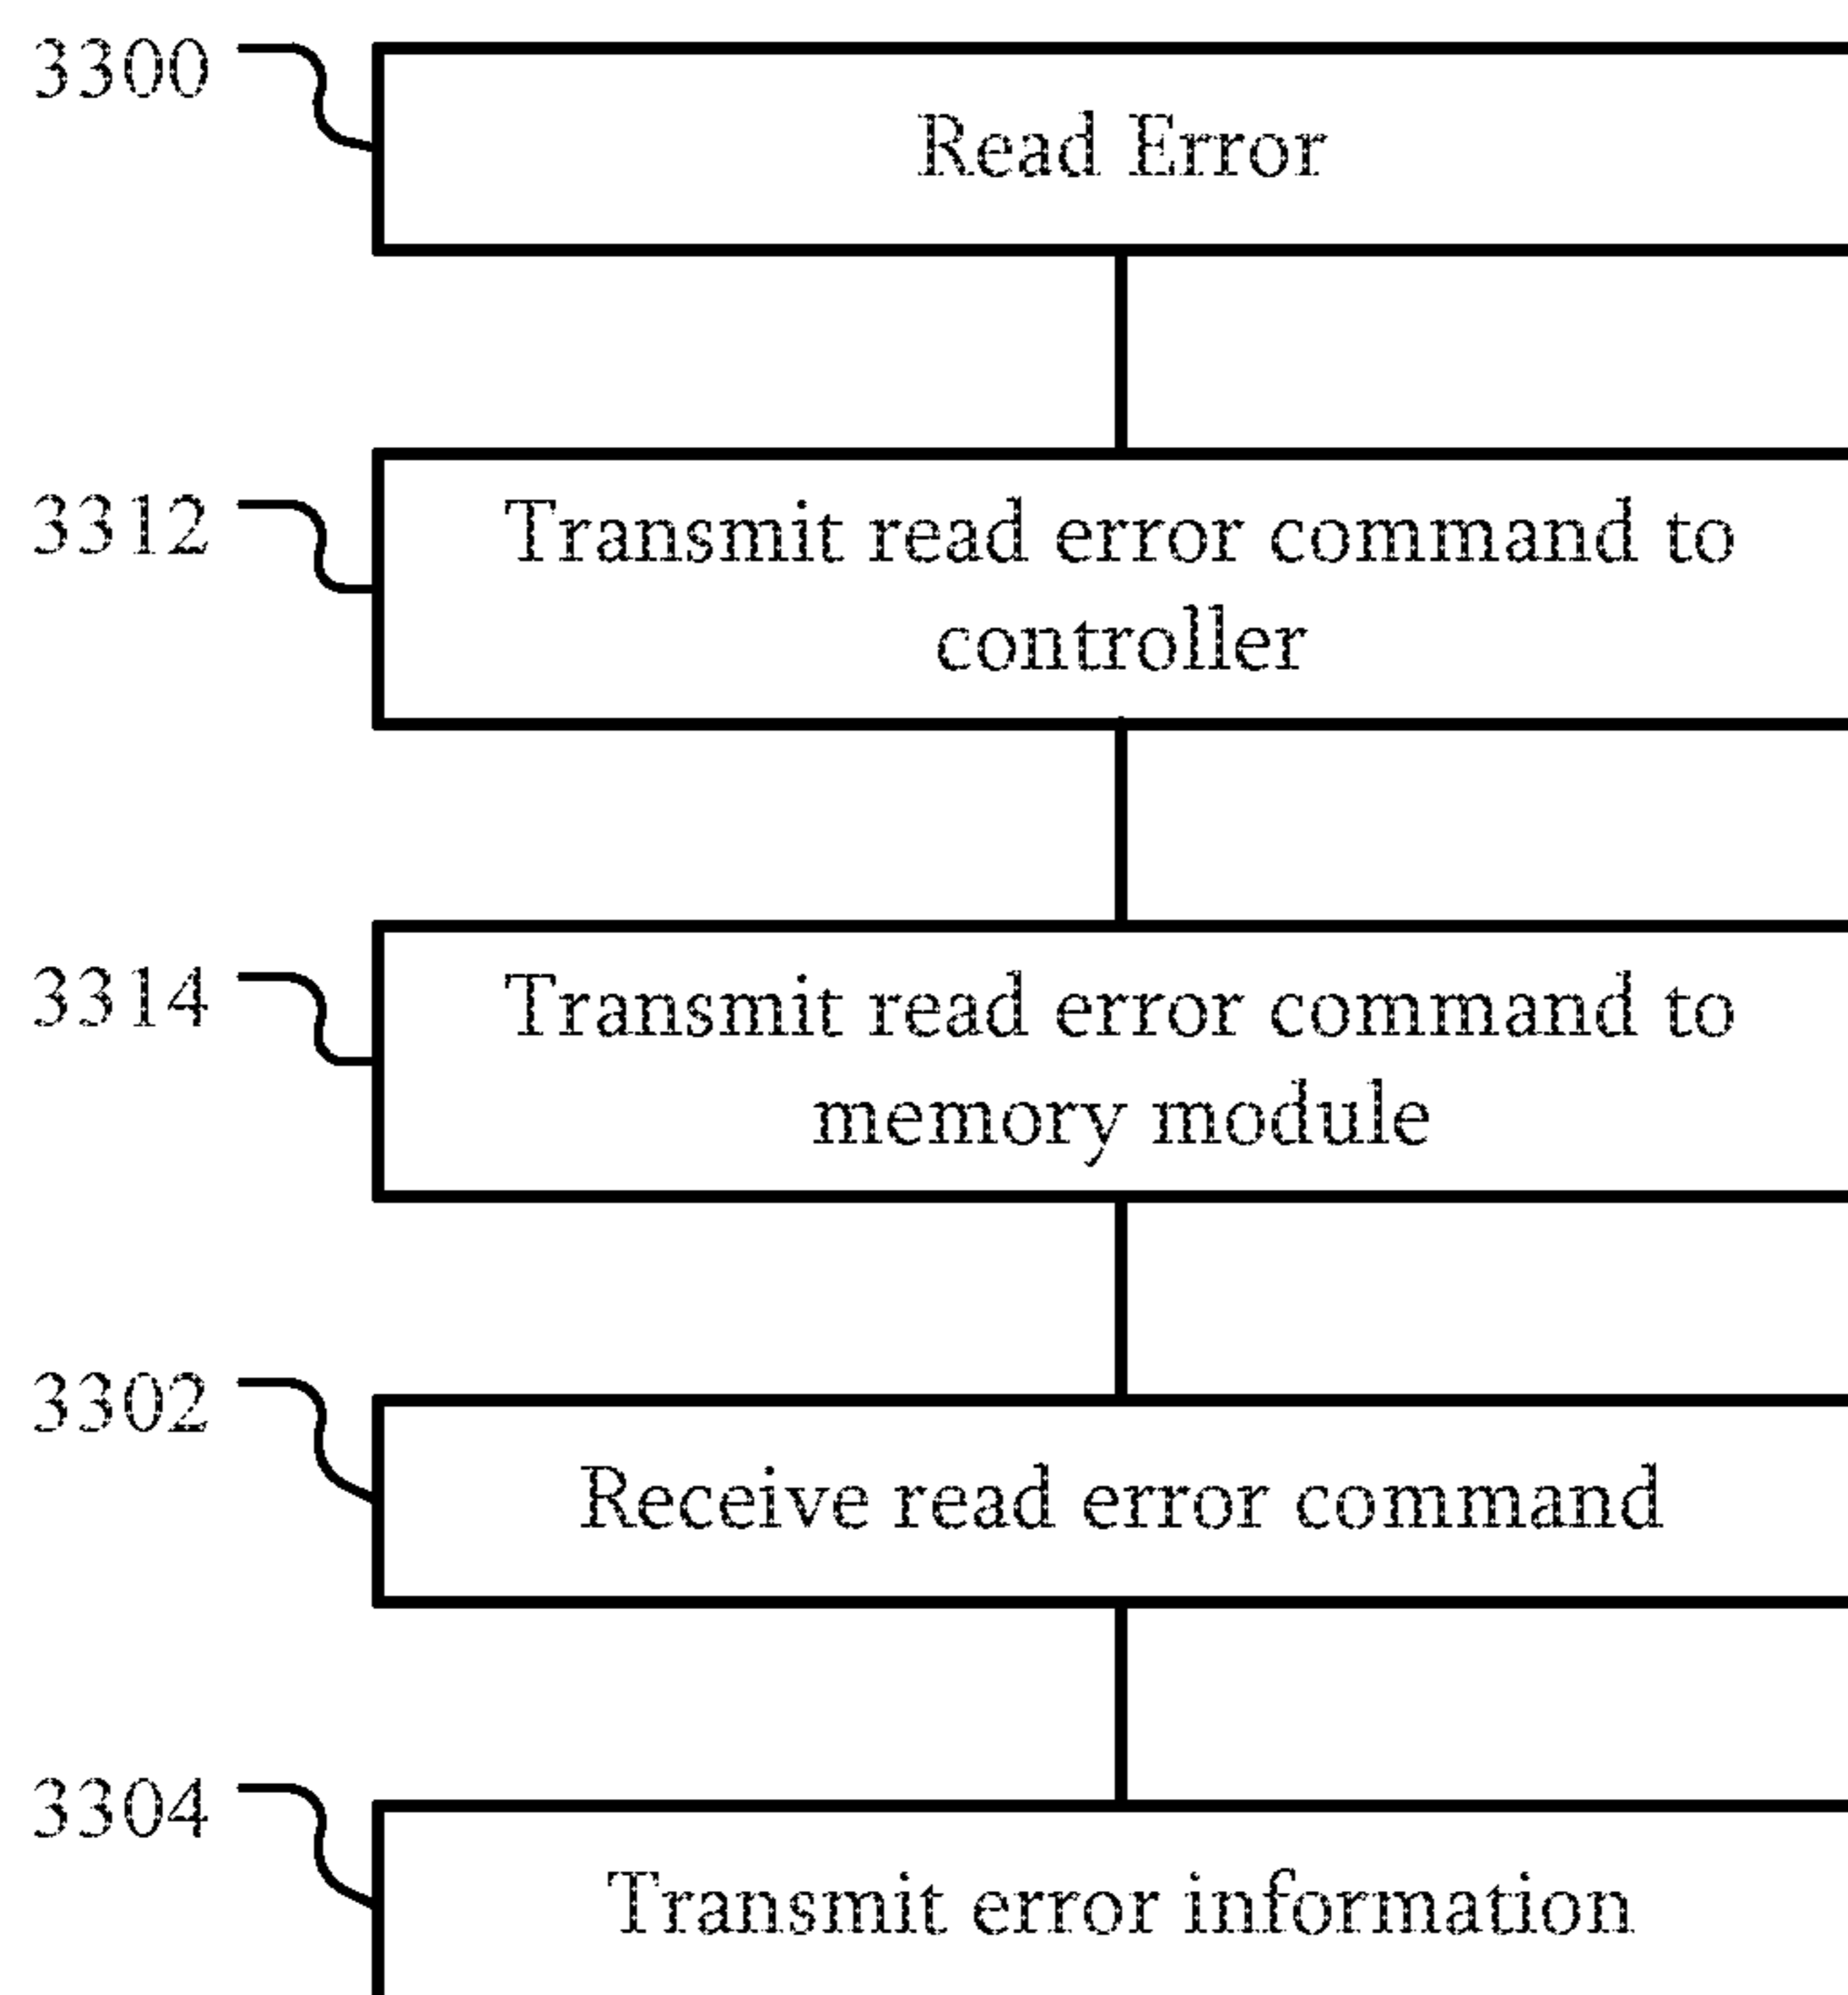 3300
Read Error
3312
Transmit read error command to
controller
3314
Transmit read error command to
memory module
3302
Receive read error command
3304
Transmit error information